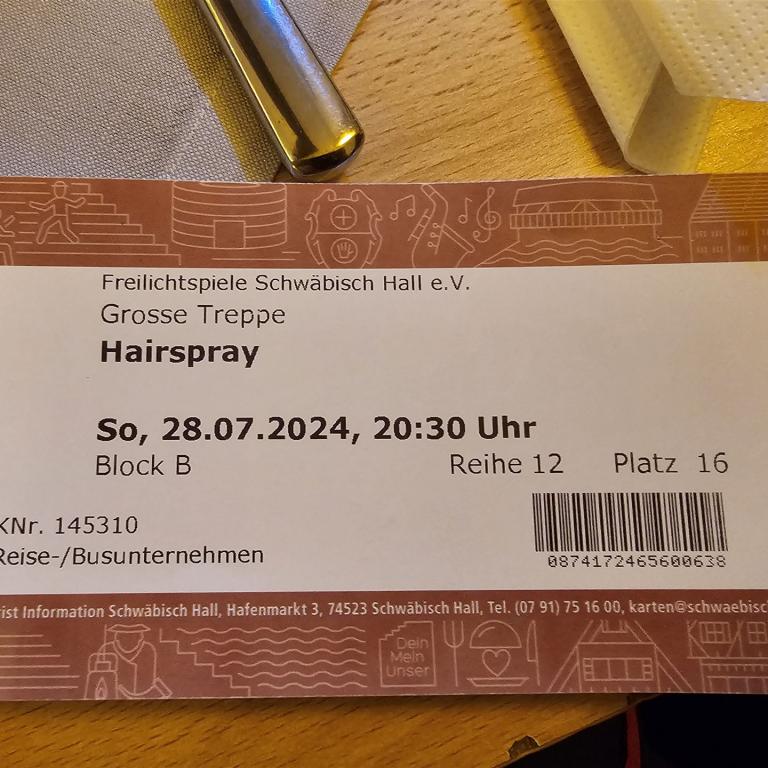 Freilichtspiele Schwäbisch Hall e.V.
Grosse Treppe
Hairspray
So, 28.07.2024, 20:30 Uhr
Block B Reihe 12 Platz 16
KNr. 145310
Reise-/Busunternehmen
0874172465600638
ist Information Schwäbisch Hall, Hafenmarkt 3, 74523 Schwäbisch Hall, Tel. (07 91) 75 16 00, karten@schwaebisc
Dein
Mein
Unser